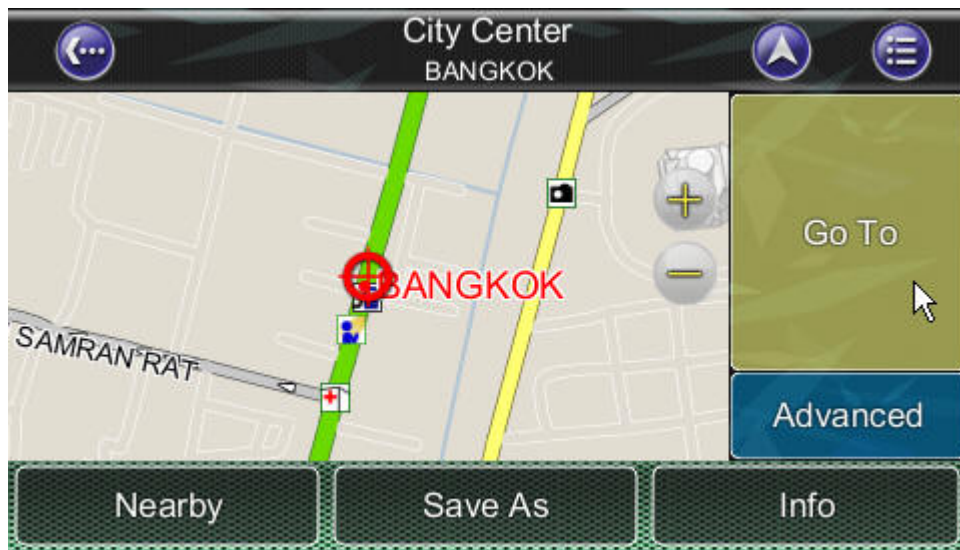 City Center
BANGKOK
Go To
BANGKOK
SAMRAN RAT
Advanced
Nearby
Save As
Info